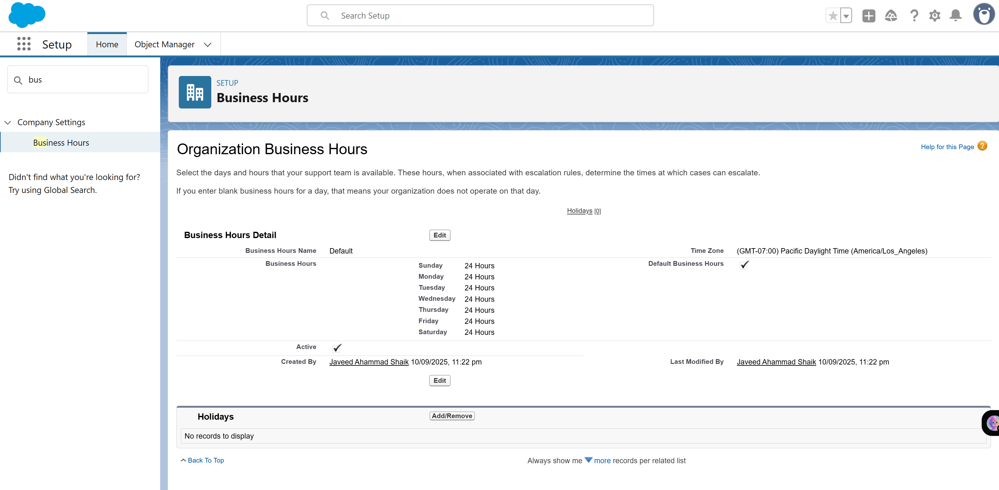 Search Setup
Setup
Home
Object Manager
bus
Company Settings
Business Hours
Didn't find what you're looking for?
Try using Global Search.
SETUP
Business Hours
Organization Business Hours
Help for this Page ?
Select the days and hours that your support team is available. These hours, when associated with escalation rules, determine the times at which cases can escalate.
If you enter blank business hours for a day, that means your organization does not operate on that day.
Holidays [0]
Business Hours Detail
Edit
Business Hours Name Default
Time Zone (GMT-07:00) Pacific Daylight Time (America/Los_Angeles)
Business Hours
Sunday 24 Hours
Monday 24 Hours
Tuesday 24 Hours
Wednesday 24 Hours
Thursday 24 Hours
Friday 24 Hours
Saturday 24 Hours
Default Business Hours
Active
Created By Javeed Ahammad Shaik 10/09/2025, 11:22 pm
Last Modified By Javeed Ahammad Shaik 10/09/2025, 11:22 pm
Edit
Holidays
Add/Remove
No records to display
Back To Top
Always show me more records per related list